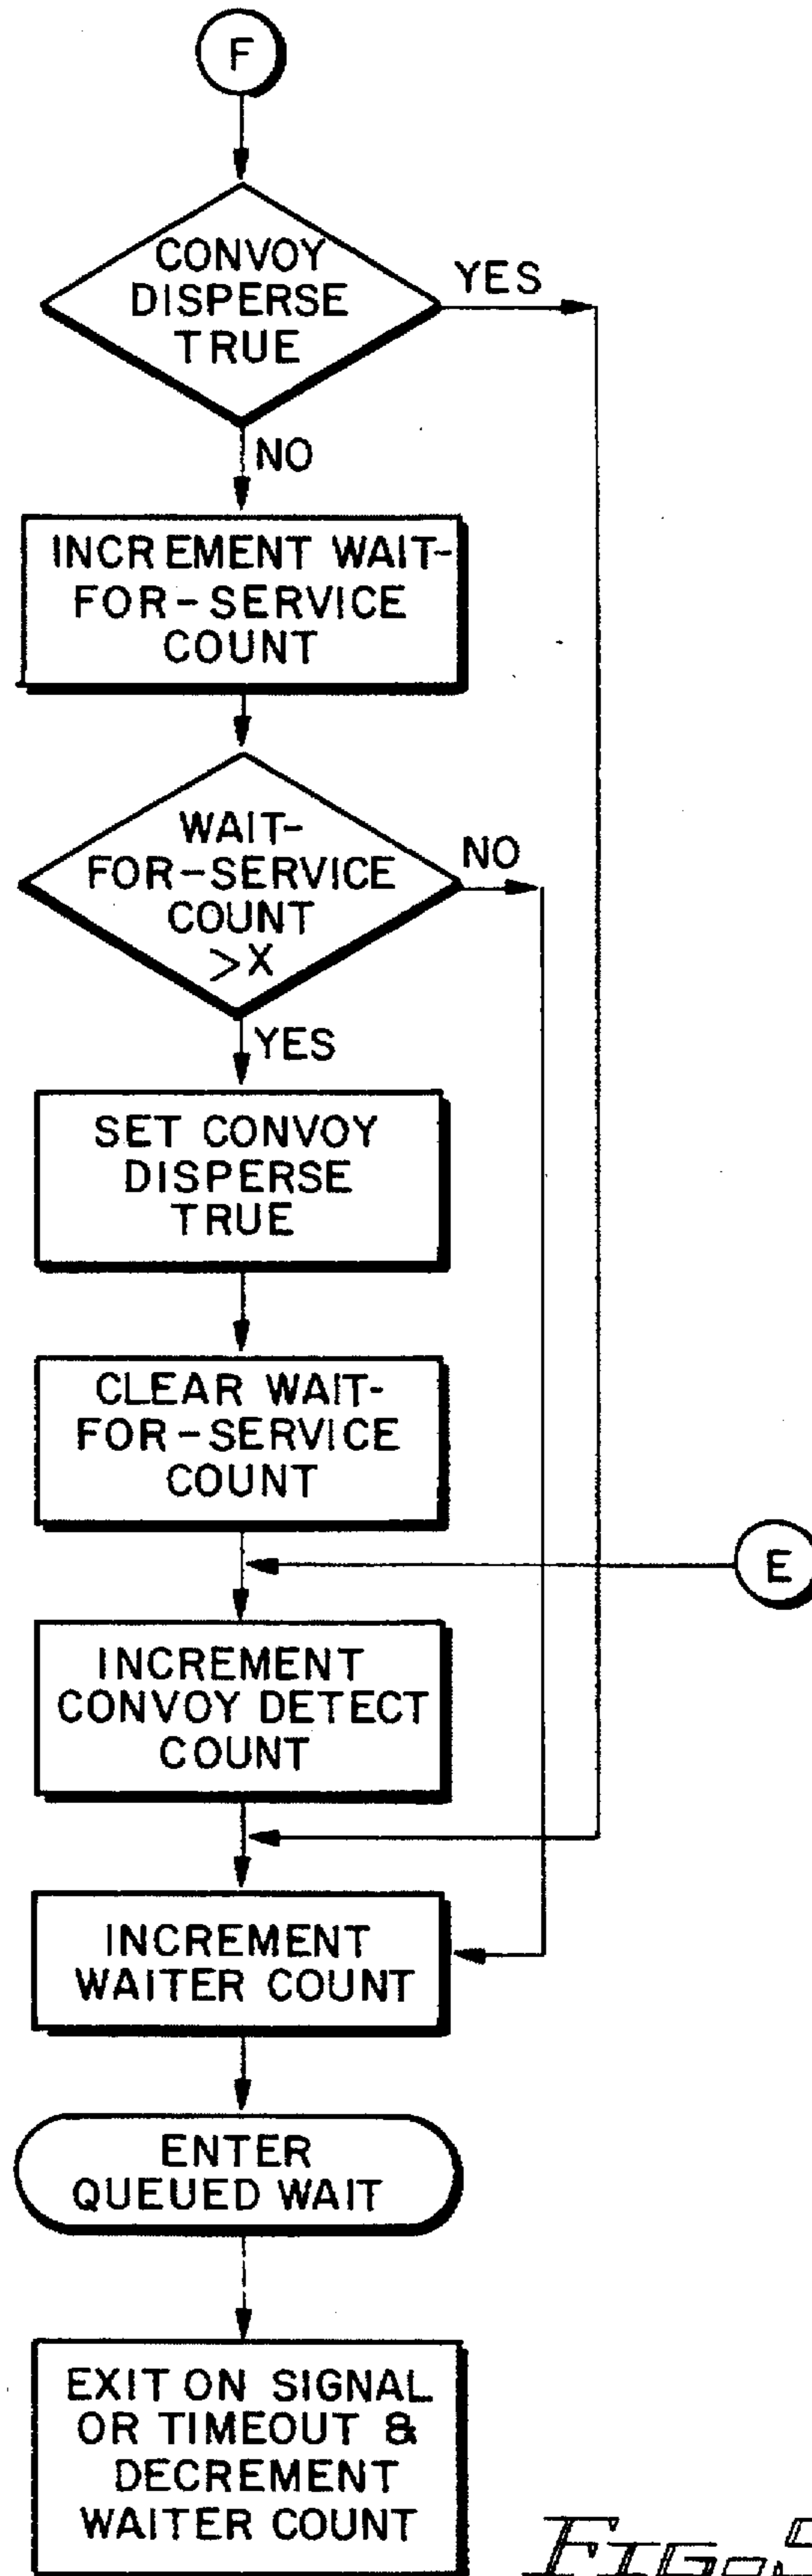 F
CONVOY
DISPERSE
TRUE
YES
NO
INCREMENT WAIT-
FOR-SERVICE
COUNT
WAIT-
FOR-SERVICE
COUNT
>X
NO
YES
SET CONVOY
DISPERSE
TRUE
CLEAR WAIT-
FOR-SERVICE
COUNT
E
INCREMENT
CONVOY DETECT
COUNT
INCREMENT
WAITER COUNT
ENTER
QUEUED WAIT
EXIT ON SIGNAL
OR TIMEOUT &
DECREMENT
WAITER COUNT